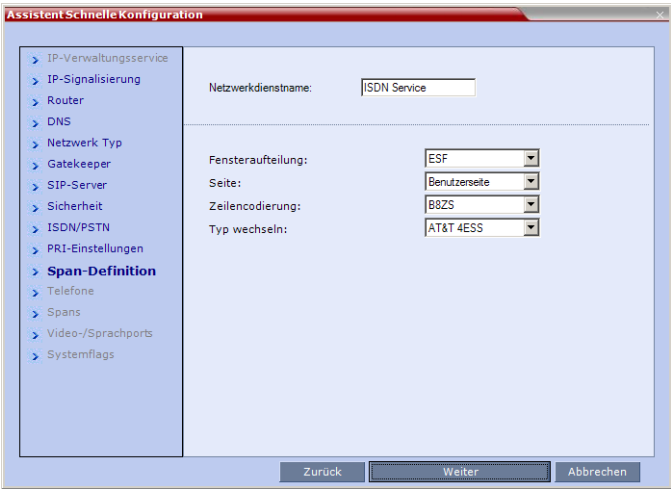 Assistent Schnelle Konfiguration
IP-Verwaltungsservice
IP-Signalisierung
Router
DNS
Netzwerk Typ
Gatekeeper
SIP-Server
Sicherheit
ISDN/PSTN
PRI-Einstellungen
Span-Definition
Telefone
Spans
Video-/Sprachports
Systemflags
Netzwerkdienstname: ISDN Service
Fensteraufteilung: ESF
Seite: Benutzerseite
Zeilencodierung: B8ZS
Typ wechseln: AT&T 4ESS
Zurück Weiter Abbrechen